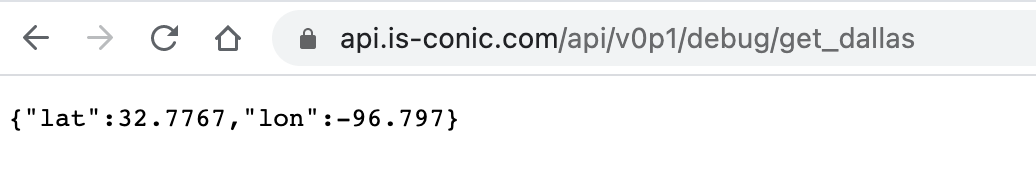 api.is-conic.com/api/v0p1/debug/get_dallas
{"lat":32.7767,"lon":-96.797}